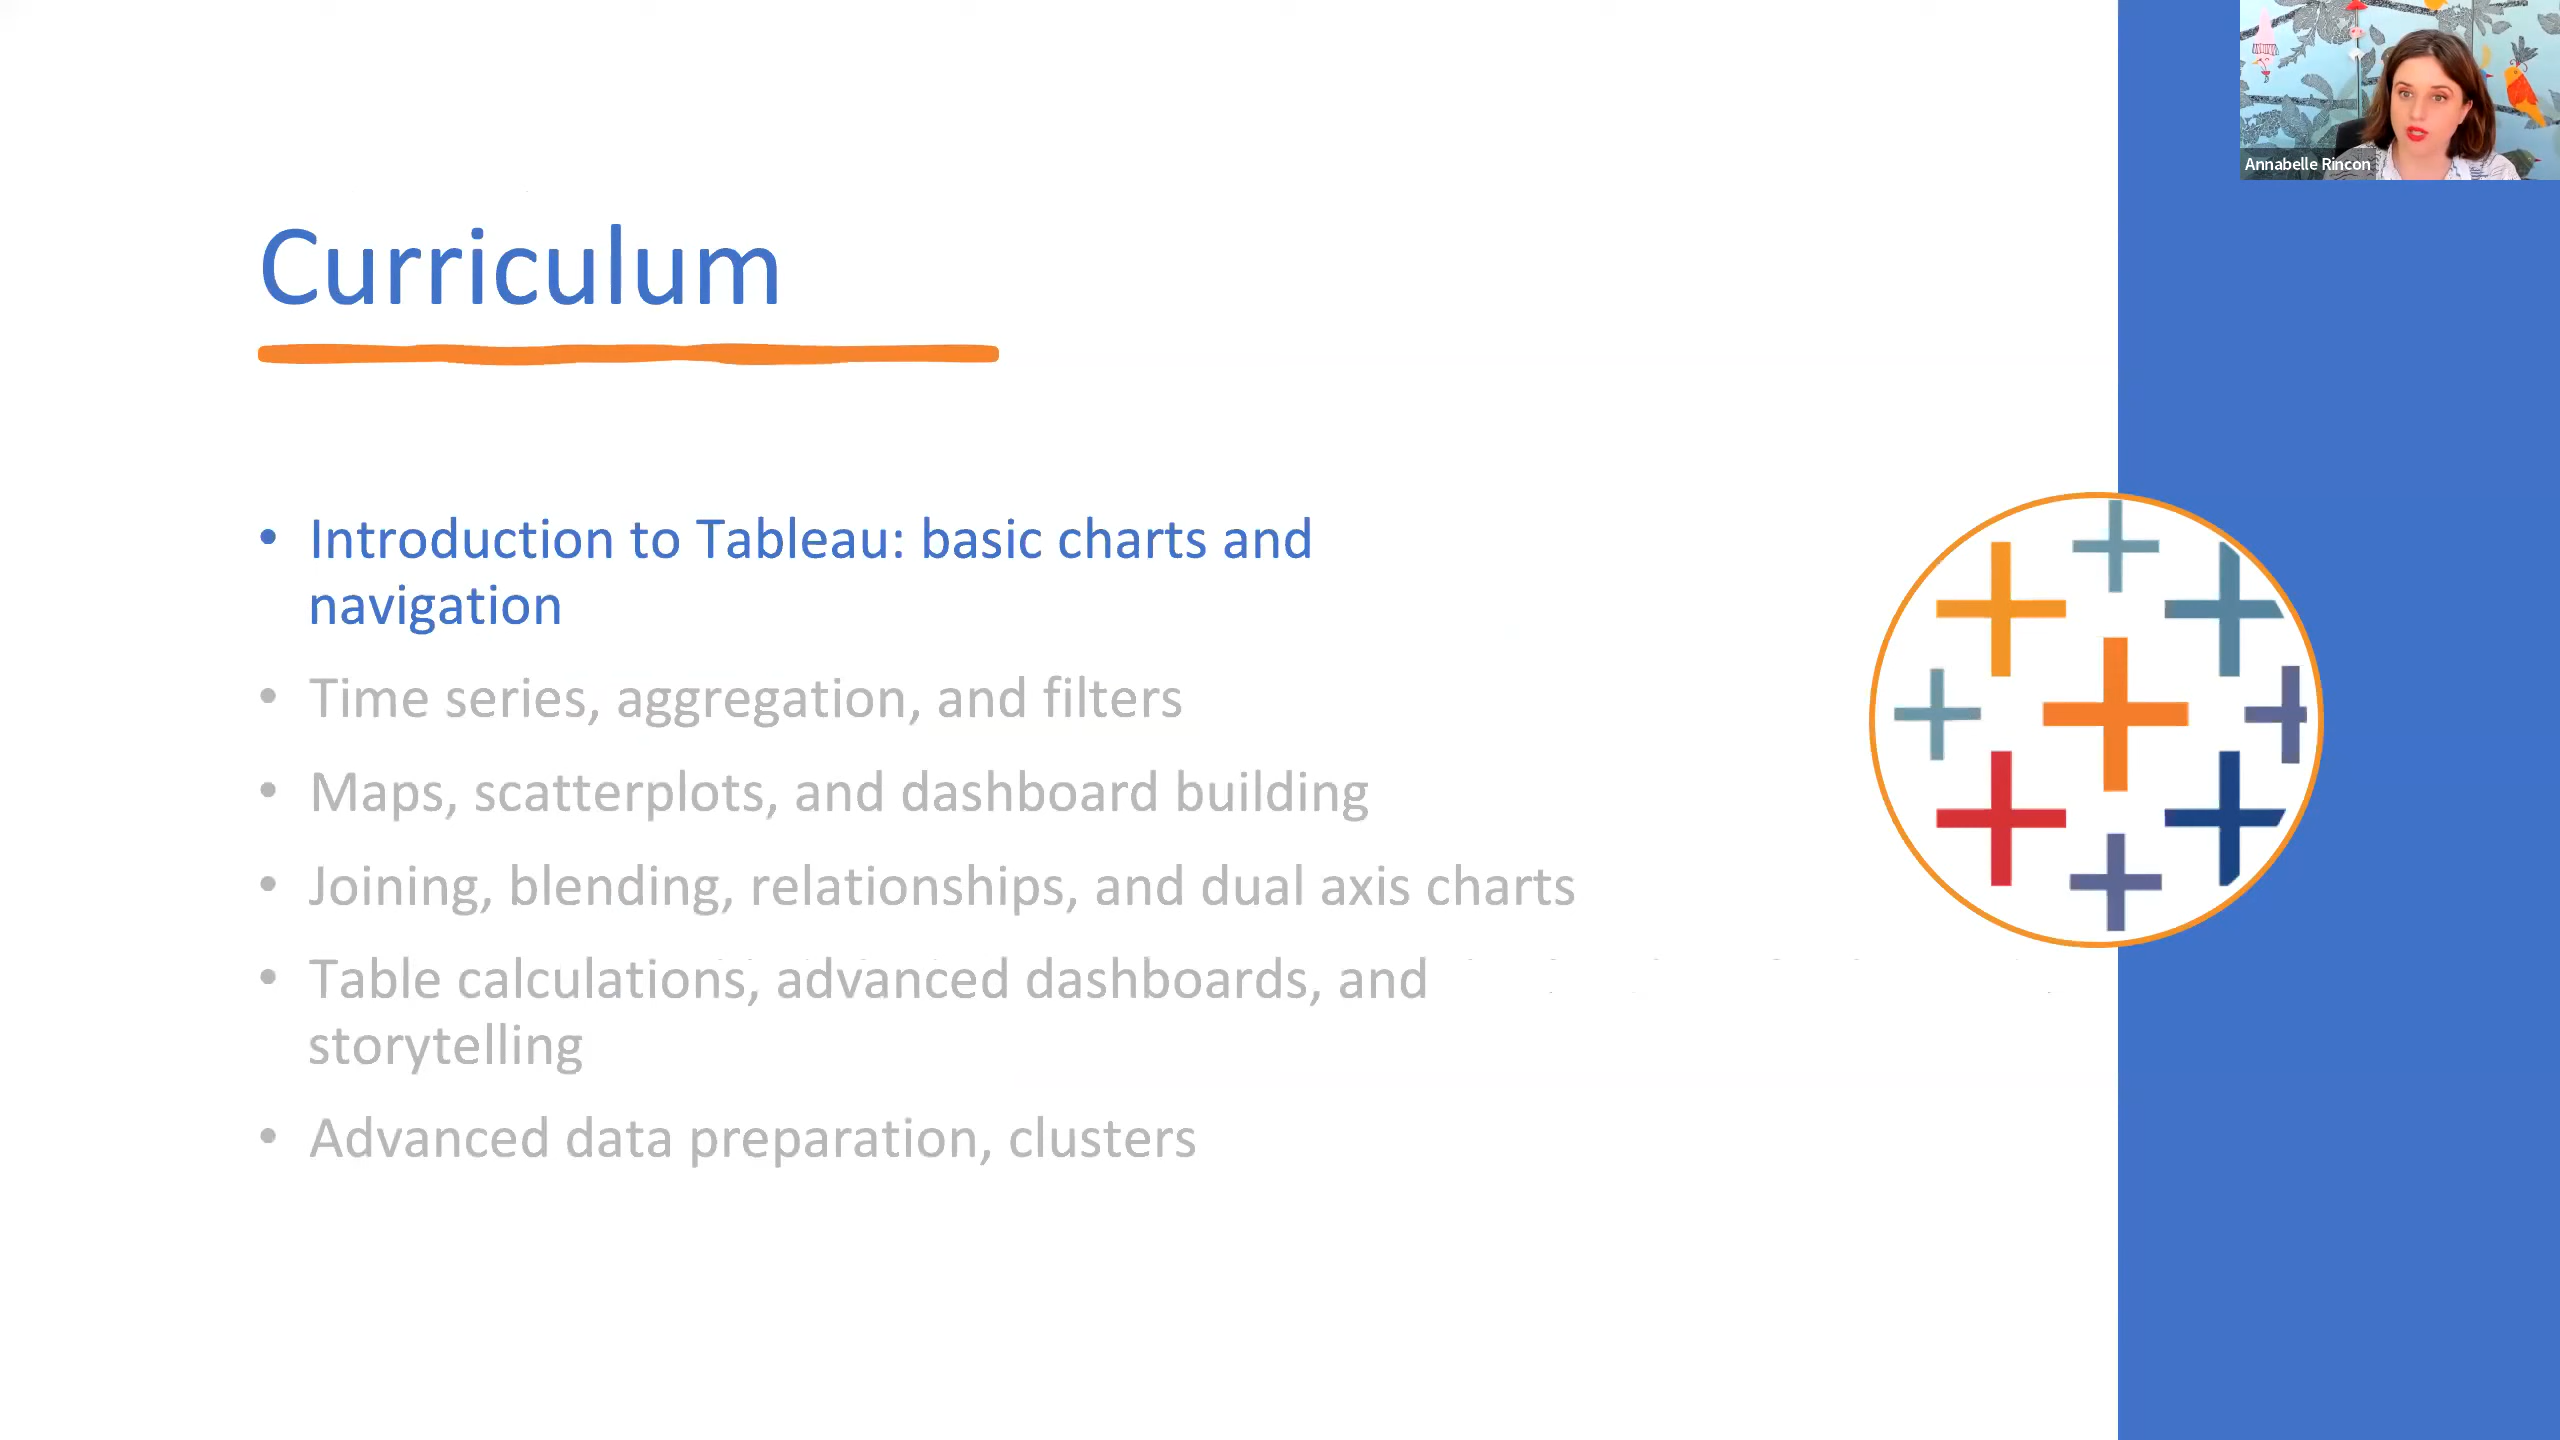 Annabelle Rincon
Curriculum
• Introduction to Tableau: basic charts and
navigation
• Time series, aggregation, and filters
• Maps, scatterplots, and dashboard building
• Joining, blending, relationships, and dual axis charts
• Table calculations, advanced dashboards, and
storytelling
• Advanced data preparation, clusters